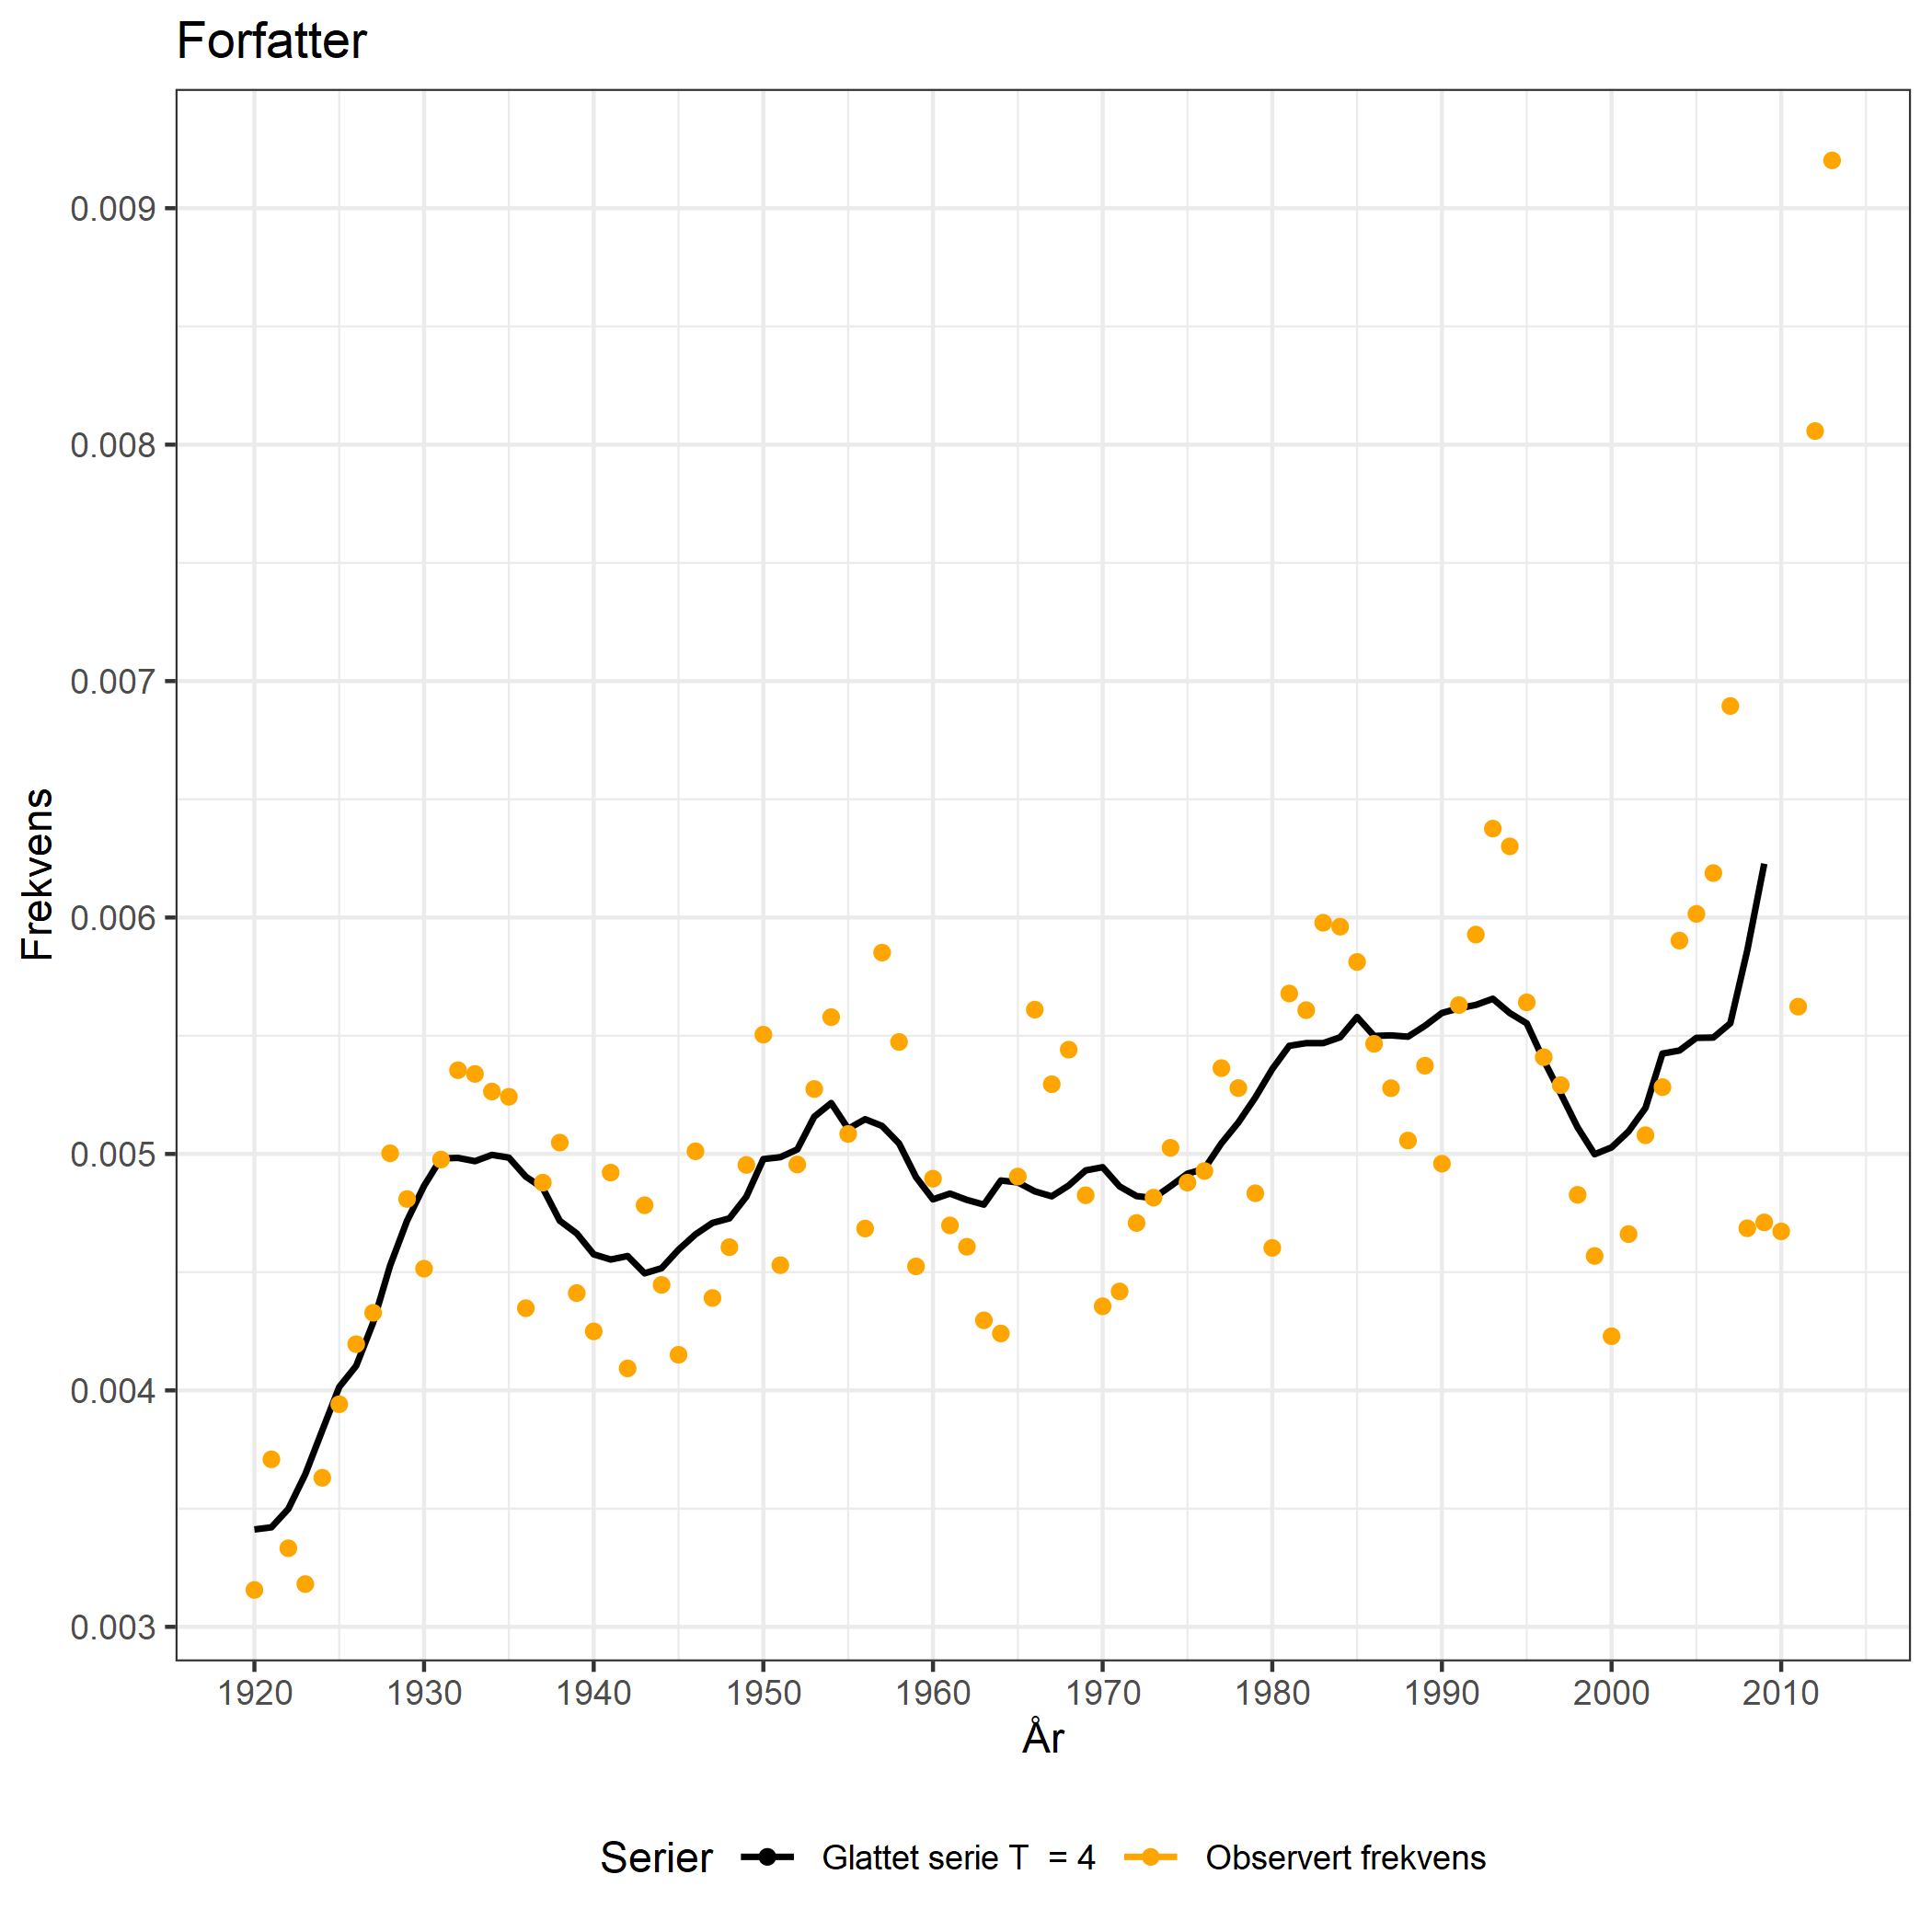 Forfatter
Frekvens
0.009
0.008
0.007
0.006
0.005
0.004
0.003
1920 1930 1940 1950 1960 1970 1980 1990 2000 2010
År
Serier Glattet serie T  = 4 Observert frekvens